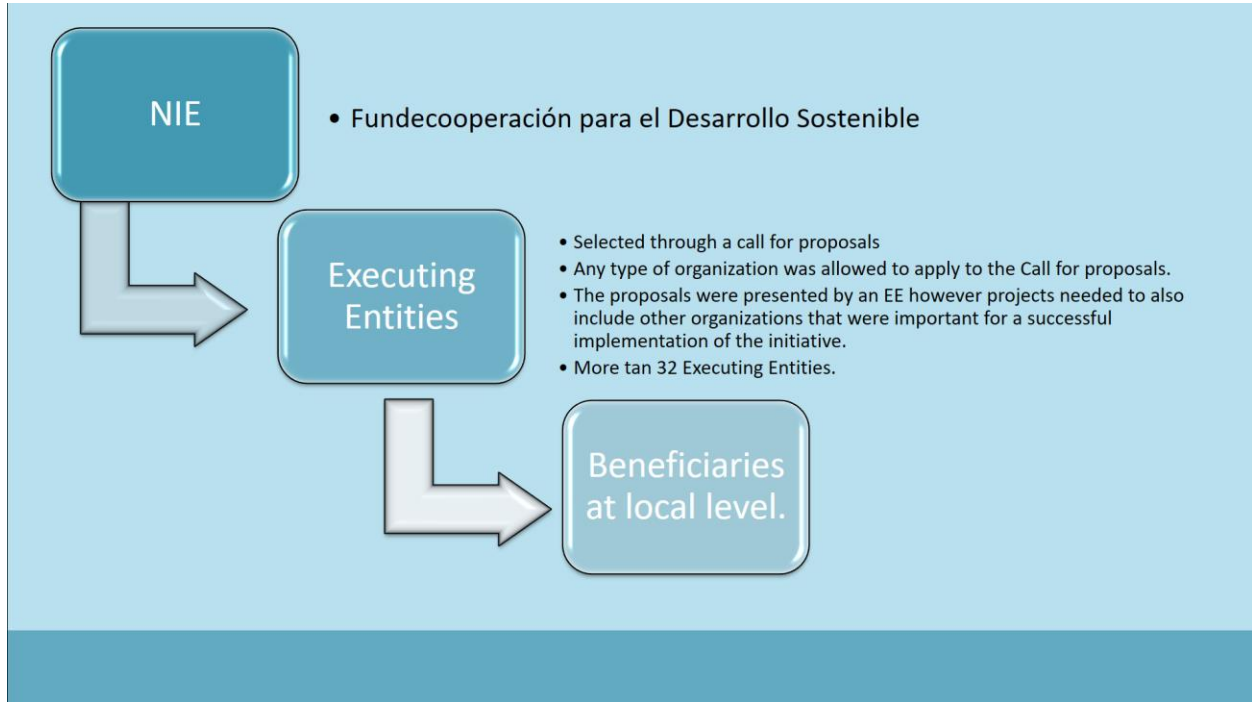 NIE
• Fundecooperación para el Desarrollo Sostenible
Executing
Entities
• Selected through a call for proposals
• Any type of organization was allowed to apply to the Call for proposals.
• The proposals were presented by an EE however projects needed to also
include other organizations that were important for a successful
implementation of the initiative.
• More tan 32 Executing Entities.
Beneficiaries
at local level.